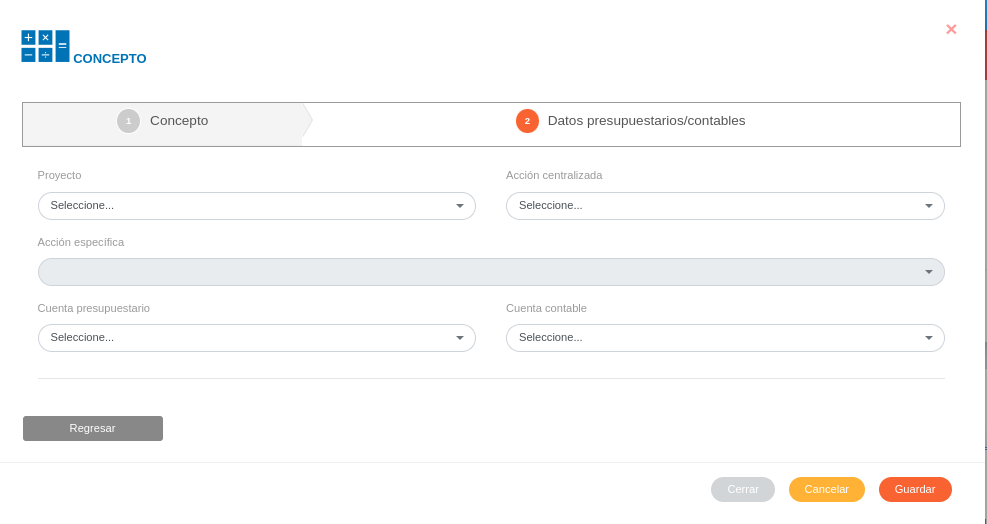 ×
CONCEPTO
1 Concepto 2 Datos presupuestarios/contables
Proyecto Acción centralizada
Seleccione... Seleccione...
Acción específica
Cuenta presupuestario Cuenta contable
Seleccione... Seleccione...
Regresar
Cerrar Cancelar Guardar